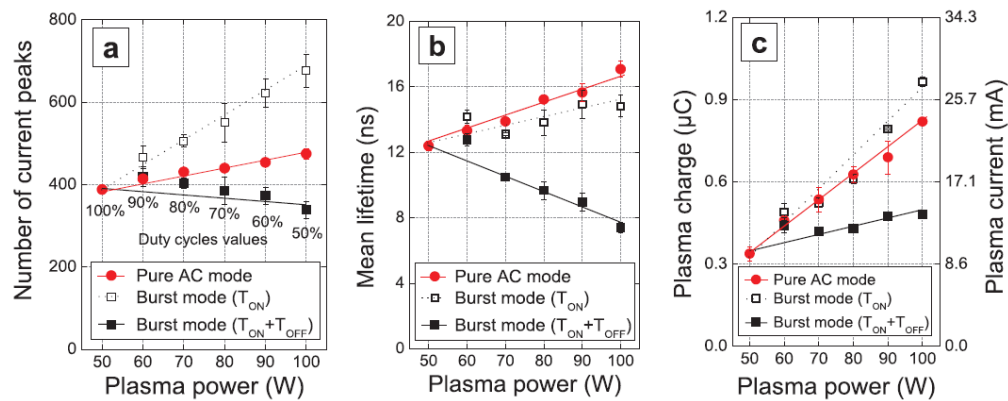 a
Number of current peaks
800
600
400
200
0
100%
90%
80%
70%
60%
50%
Duty cycles values
Pure AC mode
Burst mode (TON)
Burst mode (TON+TOFF)
50 60 70 80 90 100
Plasma power (W)
b
Mean lifetime (ns)
20
16
12
8
4
0
Pure AC mode
Burst mode (TON)
Burst mode (TON+TOFF)
50 60 70 80 90 100
Plasma power (W)
c
Plasma charge (µC)
1.2
0.9
0.6
0.3
0.0
Pure AC mode
Burst mode (TON)
Burst mode (TON+TOFF)
50 60 70 80 90 100
Plasma power (W)
34.3
25.7
17.1
8.6
0.0
Plasma current (mA)